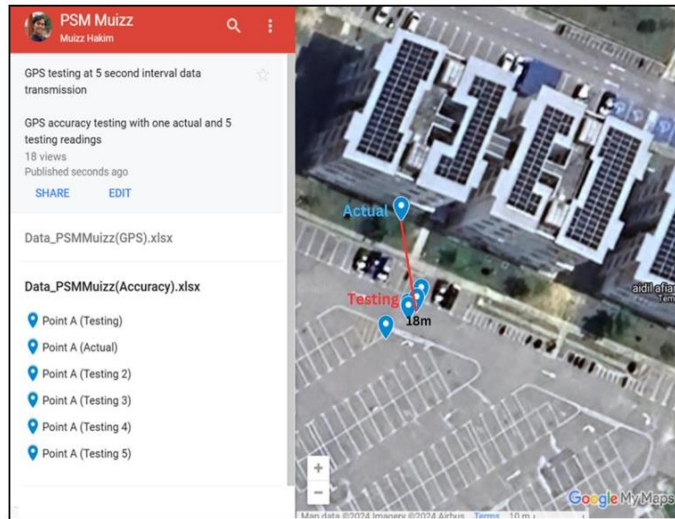 PSM Muizz
Muizz Hakim
GPS testing at 5 second interval data
transmission
GPS accuracy testing with one actual and 5
testing readings
18 views
Published seconds ago
SHARE EDIT
Data_PSMMuizz(GPS).xlsx
Data_PSMMuizz(Accuracy).xlsx
Point A (Testing)
Point A (Actual)
Point A (Testing 2)
Point A (Testing 3)
Point A (Testing 4)
Point A (Testing 5)
Actual
Testing
18m
aidil afian
+
−
Google My Maps
Map data ©2024 Imagery ©2024 Airbus Terms 10 m